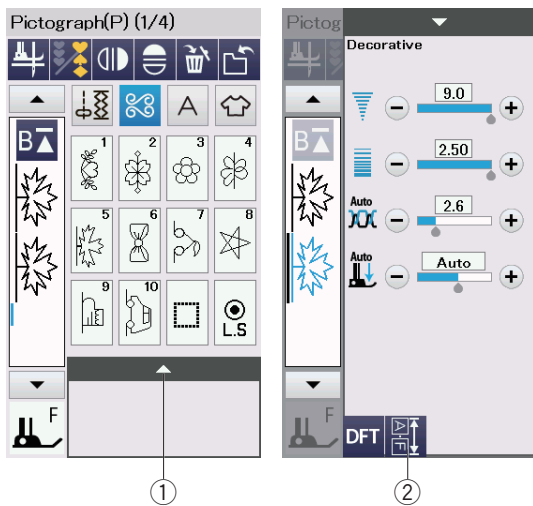 Pictograph(P) (1/4)
B
A
1
2
3
4
5
6
7
8
9
10
L.S
F
①
Pictog
Decorative
B
9.0
2.50
Auto
2.6
Auto
Auto
F
DFT
A
F
②